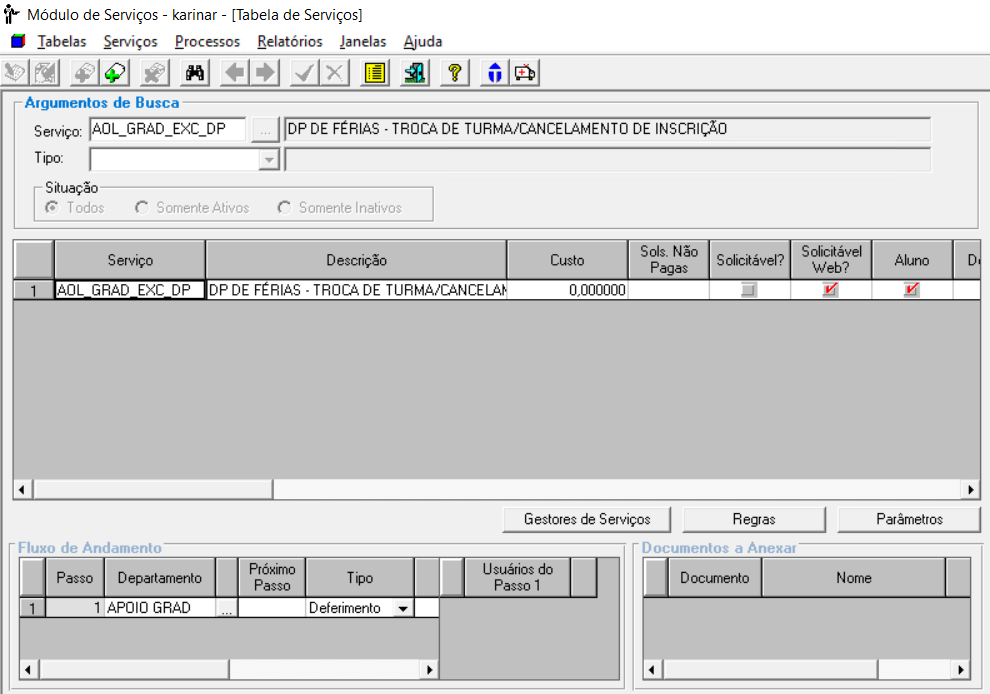 Módulo de Serviços - karinar - [Tabela de Serviços]
Tabelas Serviços Processos Relatórios Janelas Ajuda
Argumentos de Busca
Serviço: AOL_GRAD_EXC_DP ... DP DE FÉRIAS - TROCA DE TURMA/CANCELAMENTO DE INSCRIÇÃO
Tipo:
Situação
Todos Somente Ativos Somente Inativos
Serviço Descrição Custo Sols. Não Pagas Solicitável? Solicitável Web? Aluno
1 AOL_GRAD_EXC_DP DP DE FÉRIAS - TROCA DE TURMA/CANCELA 0,000000
Gestores de Serviços Regras Parâmetros
Fluxo de Andamento Documentos a Anexar
Passo Departamento Próximo Passo Tipo Usuários do Passo 1 Documento Nome
1 1 APOIO GRAD ... Deferimento